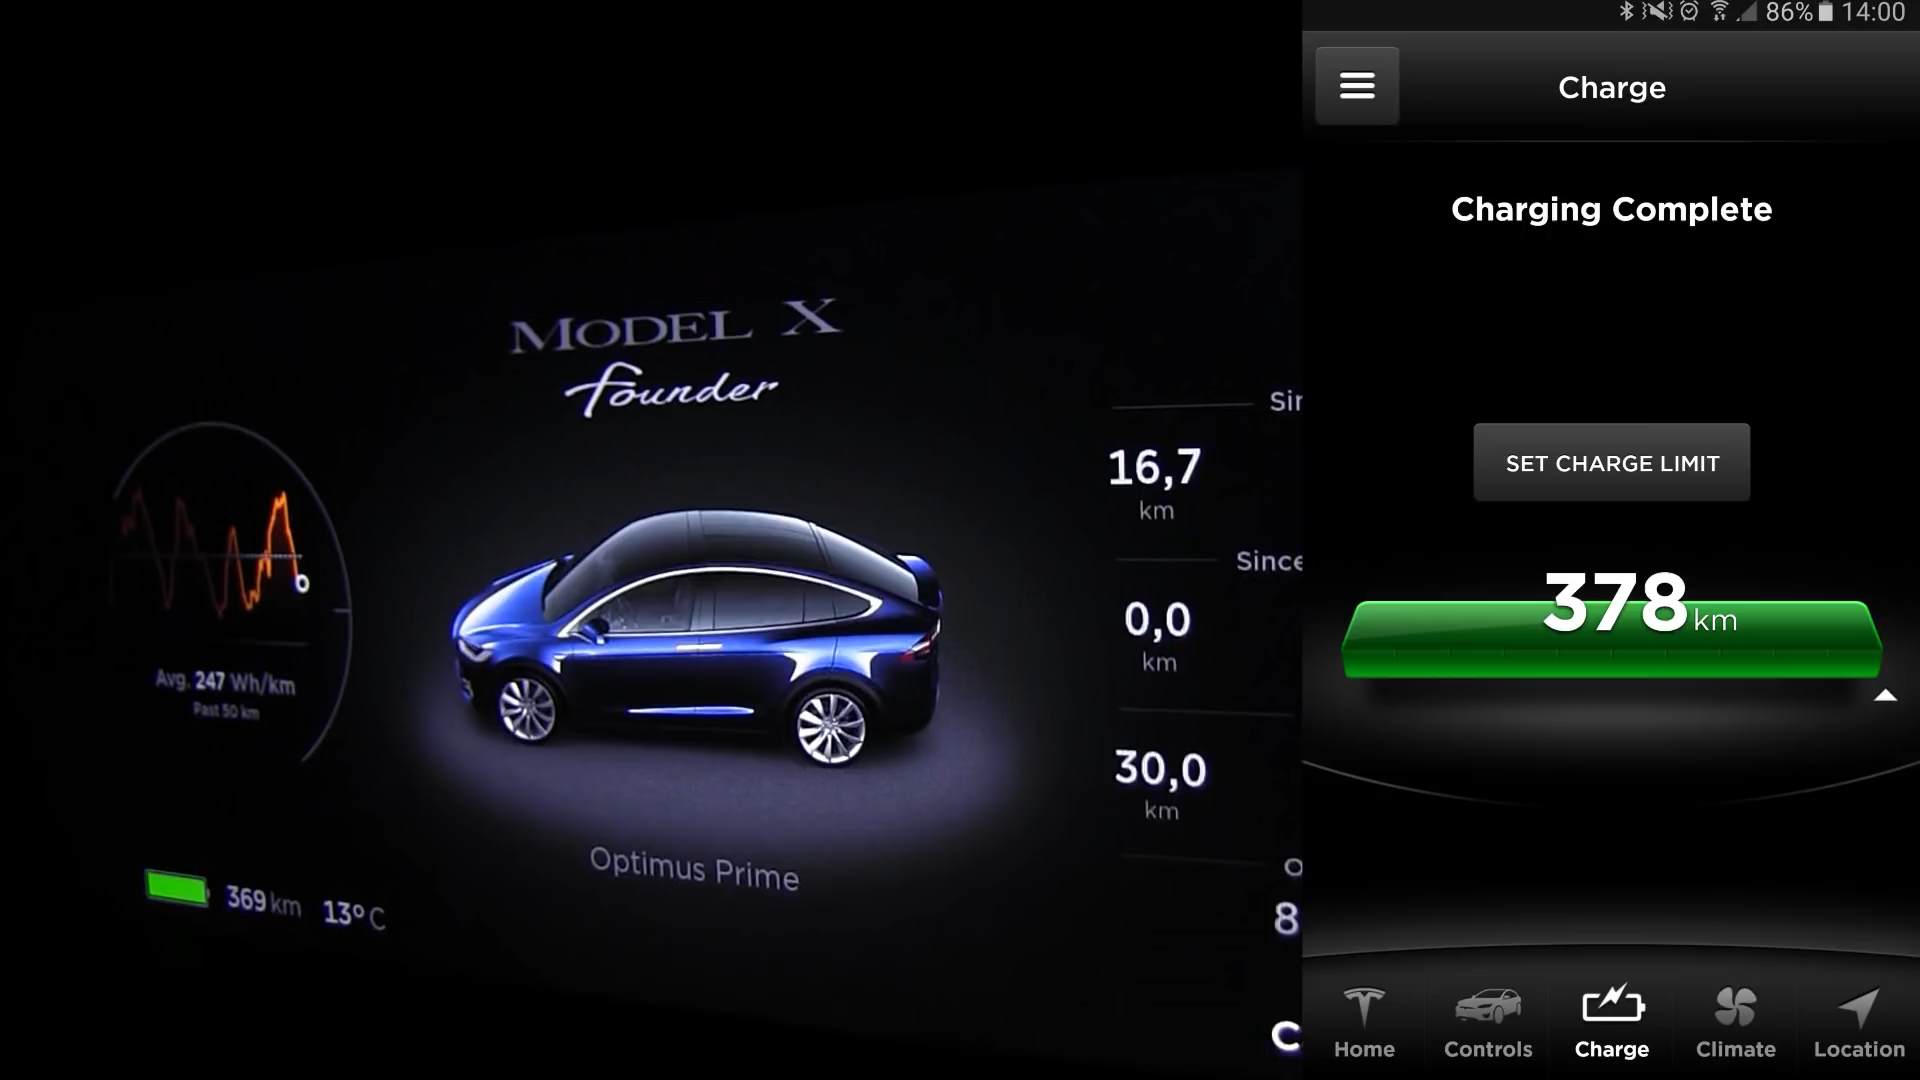 MODEL X
founder
Avg. 247 Wh/km
Past 50 km
369 km 13° C
Optimus Prime
Sin
16,7
km
Since
0,0
km
30,0
km
O
8
C
86% 14:00
Charge
Charging Complete
SET CHARGE LIMIT
378 km
Home
Controls
Charge
Climate
Location